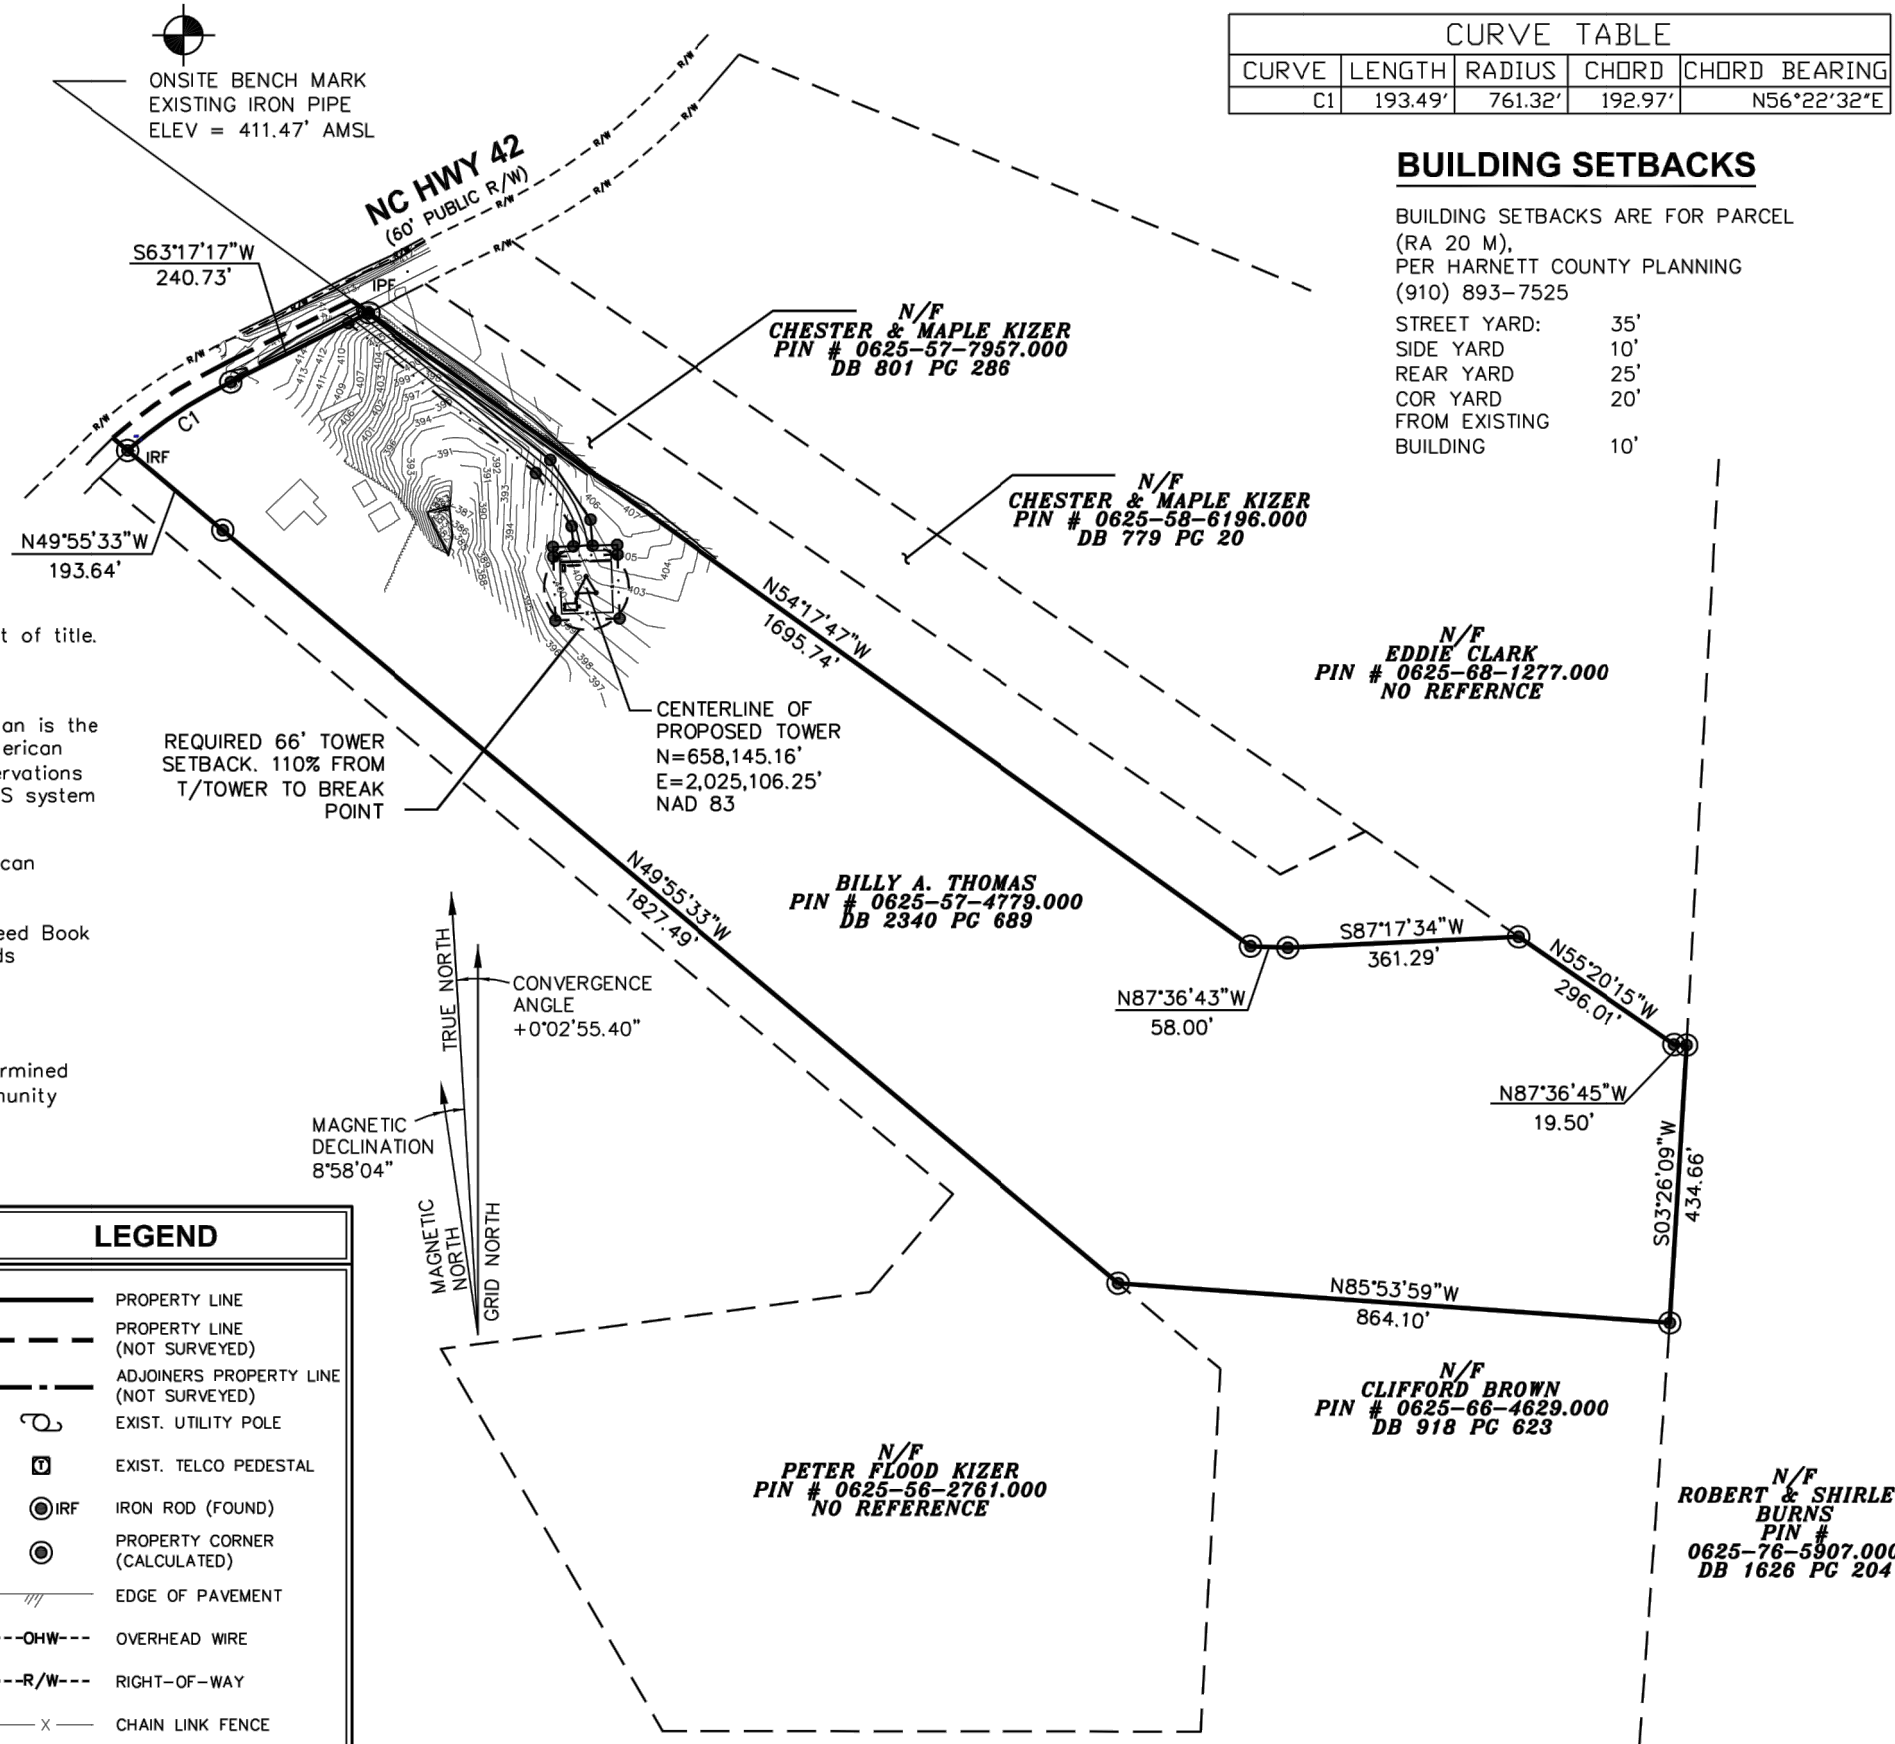 ONSITE BENCH MARK
EXISTING IRON PIPE
ELEV = 411.47' AMSL
CURVE TABLE
CURVE LENGTH RADIUS CHORD CHORD BEARING
C1 193.49' 761.32' 192.97' N56°22'32"E
BUILDING SETBACKS
BUILDING SETBACKS ARE FOR PARCEL
(RA 20 M),
PER HARNETT COUNTY PLANNING
(910) 893-7525
STREET YARD: 35'
SIDE YARD 10'
REAR YARD 25'
COR YARD 20'
FROM EXISTING
BUILDING 10'
NC HWY 42
(60' PUBLIC R/W)
R/W
R/W
R/W
R/W
R/W
R/W
R/W
R/W
S63°17'17"W
240.73'
IPF
C1
IRF
N49°55'33"W
193.64'
N/F
CHESTER & MAPLE KIZER
PIN # 0625-57-7957.000
DB 801 PG 286
N/F
CHESTER & MAPLE KIZER
PIN # 0625-58-6196.000
DB 779 PG 20
N/F
EDDIE CLARK
PIN # 0625-68-1277.000
NO REFERNCE
N54°17'47"W
1695.74'
t of title.
an is the
erican
ervations
S system
can
eed Book
ds
rmined
nunity
REQUIRED 66' TOWER
SETBACK. 110% FROM
T/TOWER TO BREAK
POINT
CENTERLINE OF
PROPOSED TOWER
N=658,145.16'
E=2,025,106.25'
NAD 83
BILLY A. THOMAS
PIN # 0625-57-4779.000
DB 2340 PG 689
N49°55'33"W
1827.49'
S87°17'34"W
361.29'
N87°36'43"W
58.00'
N55°20'15"W
296.01'
N87°36'45"W
19.50'
S03°26'09"W
434.66'
N85°53'59"W
864.10'
TRUE NORTH
CONVERGENCE
ANGLE
+0°02'55.40"
MAGNETIC
DECLINATION
8°58'04"
MAGNETIC
NORTH
GRID NORTH
N/F
CLIFFORD BROWN
PIN # 0625-66-4629.000
DB 918 PG 623
N/F
PETER FLOOD KIZER
PIN # 0625-56-2761.000
NO REFERENCE
N/F
ROBERT & SHIRLE
BURNS
PIN #
0625-76-5907.000
DB 1626 PG 204
LEGEND
PROPERTY LINE
PROPERTY LINE
(NOT SURVEYED)
ADJOINERS PROPERTY LINE
(NOT SURVEYED)
EXIST. UTILITY POLE
T EXIST. TELCO PEDESTAL
IRF IRON ROD (FOUND)
PROPERTY CORNER
(CALCULATED)
EDGE OF PAVEMENT
---OHW--- OVERHEAD WIRE
---R/W--- RIGHT-OF-WAY
X CHAIN LINK FENCE